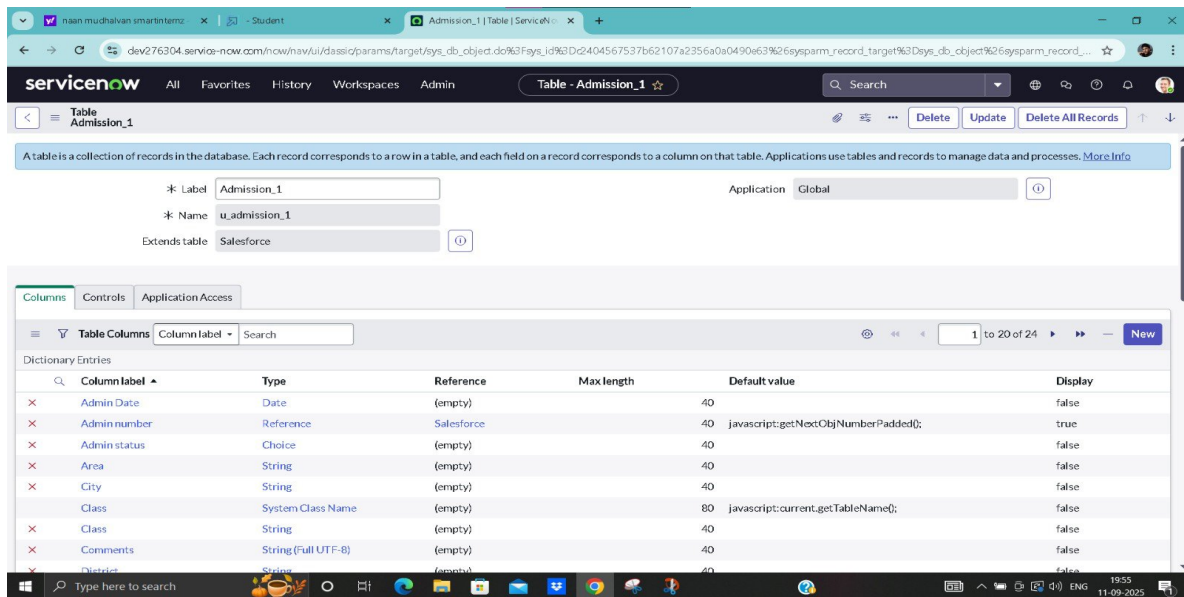 naan mudhalvan smartinternz
- Student
Admission_1 | Table | ServiceNo
dev276304.service-now.com/now/nav/ui/classic/params/target/sys_db_object.do%3Fsys_id%3Dc2404567537b62107a2356a0a0490e63%26sysparm_record_target%3Dsys_db_object%26sysparm_record_...
servicenow All Favorites History Workspaces Admin Table - Admission_1 Search
Table
Admission_1
Delete Update Delete All Records
A table is a collection of records in the database. Each record corresponds to a row in a table, and each field on a record corresponds to a column on that table. Applications use tables and records to manage data and processes. More Info
* Label Admission_1 Application Global
* Name u_admission_1
Extends table Salesforce
Columns Controls Application Access
Table Columns Column label Search 1 to 20 of 24 New
Dictionary Entries
Column label Type Reference Max length Default value Display
Admin Date Date (empty) 40 false
Admin number Reference Salesforce 40 javascript:getNextObjNumberPadded(); true
Admin status Choice (empty) 40 false
Area String (empty) 40 false
City String (empty) 40 false
Class System Class Name (empty) 80 javascript:current.getTableName(); false
Class String (empty) 40 false
Comments String (Full UTF-8) (empty) 40 false
District String (empty) 40 false
Type here to search ENG 19:55
11-09-2025